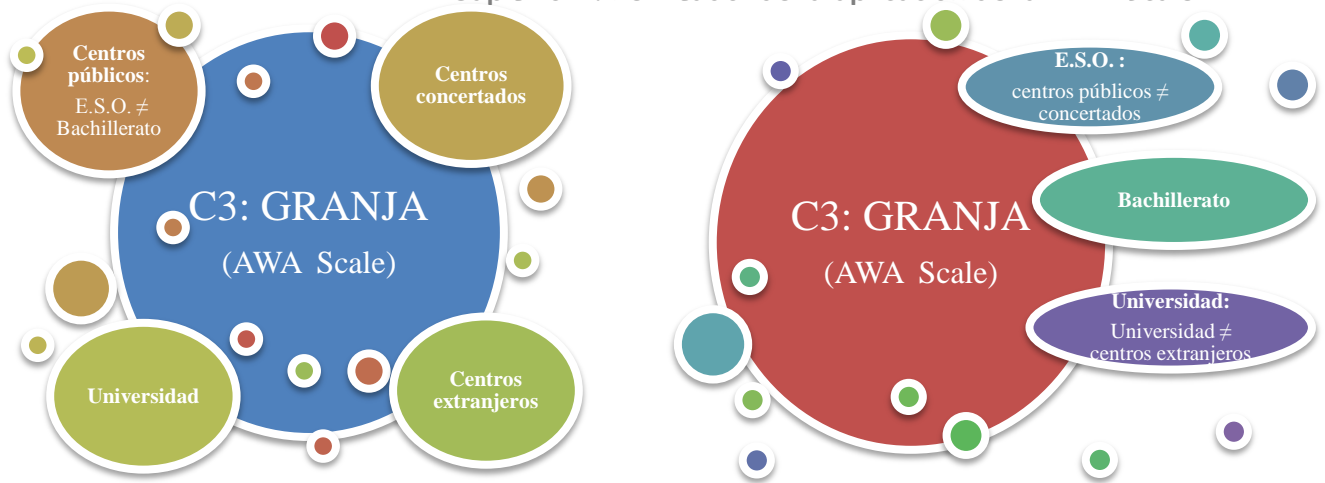 Centros
públicos:
E.S.O. ≠
Bachillerato
Centros
concertados
C3: GRANJA
(AWA Scale)
Universidad
Centros
extranjeros
E.S.O. :
centros públicos ≠
concertados
C3: GRANJA
(AWA Scale)
Bachillerato
Universidad:
Universidad ≠
centros extranjeros